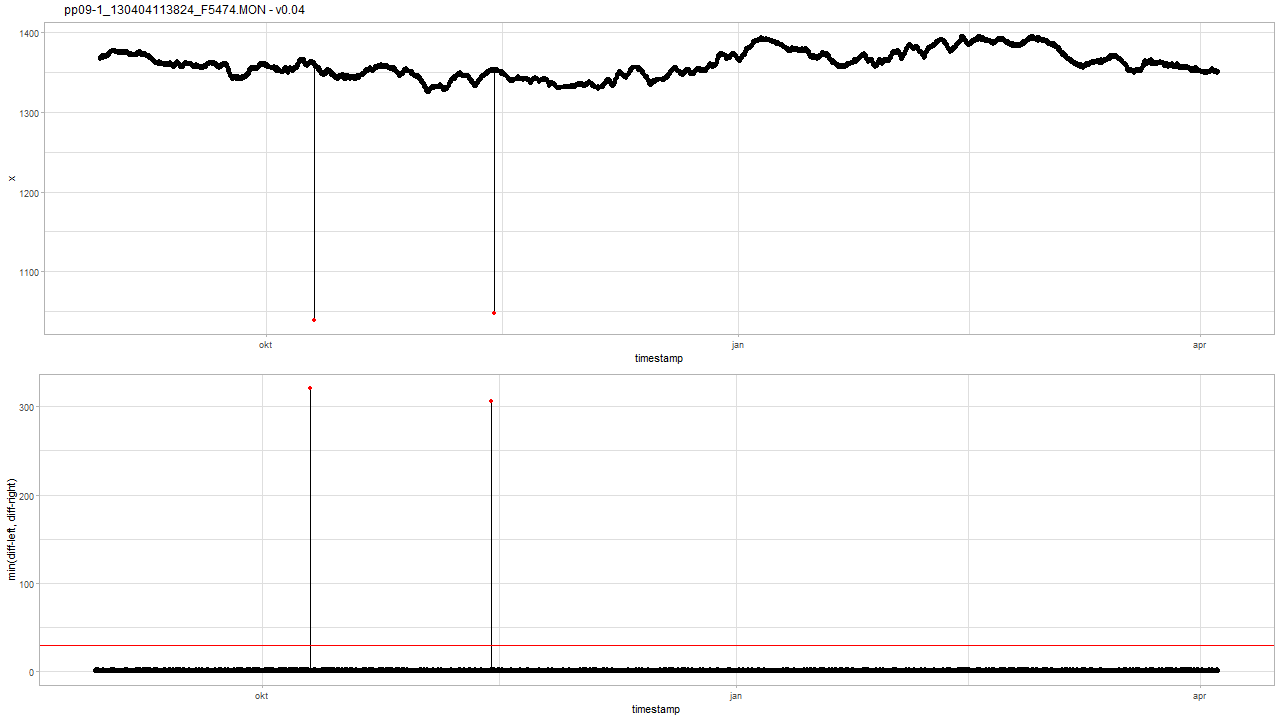 pp09-1_130404113824_F5474.MON - v0.04
1400
1300
1200
1100
x
okt
jan
apr
timestamp
300
200
100
0
min(diff-left, diff-right)
okt
jan
apr
timestamp